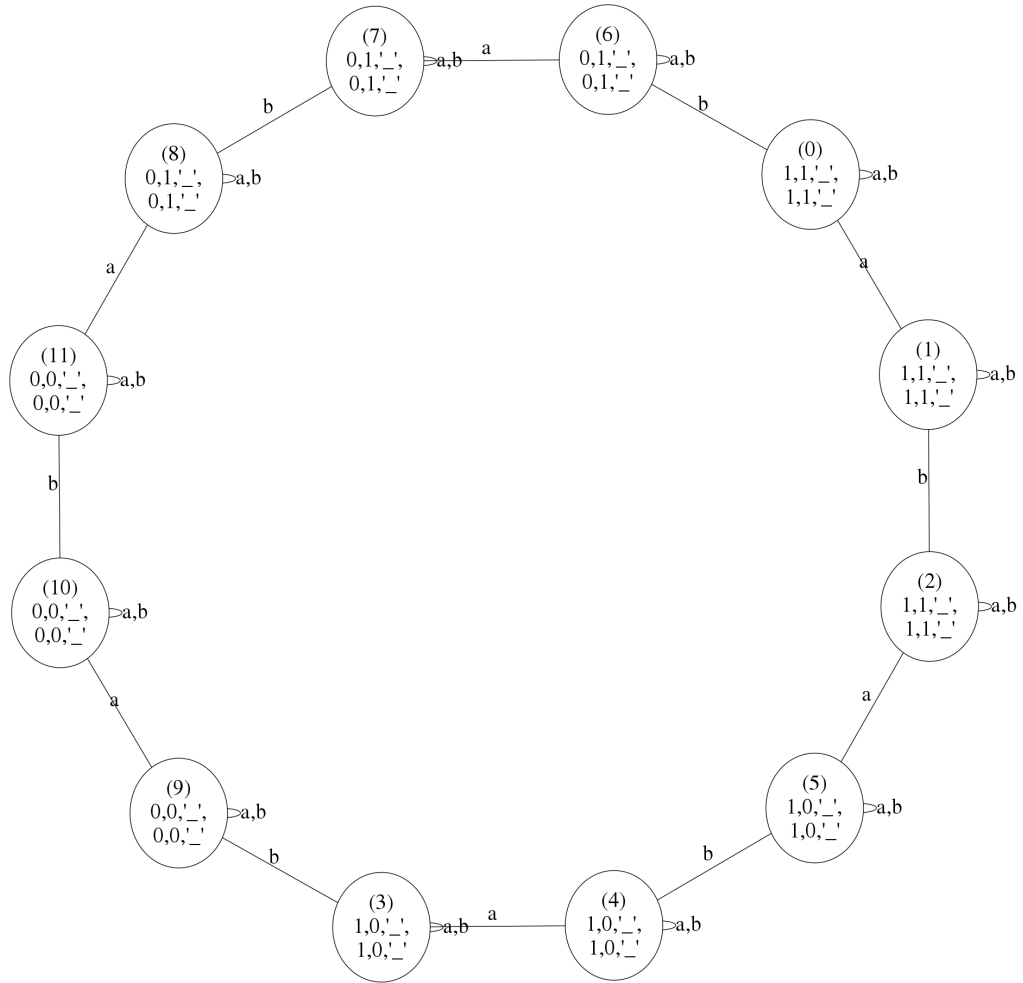 (7)
0,1,'_',
0,1,'_'
a,b
a
(6)
0,1,'_',
0,1,'_'
a,b
b
b
(8)
0,1,'_',
0,1,'_'
a,b
(0)
1,1,'_',
1,1,'_'
a,b
a
a
(11)
0,0,'_',
0,0,'_'
a,b
(1)
1,1,'_',
1,1,'_'
a,b
b
b
(10)
0,0,'_',
0,0,'_'
a,b
(2)
1,1,'_',
1,1,'_'
a,b
a
a
(9)
0,0,'_',
0,0,'_'
a,b
(5)
1,0,'_',
1,0,'_'
a,b
b
b
(3)
1,0,'_',
1,0,'_'
a,b
a
(4)
1,0,'_',
1,0,'_'
a,b